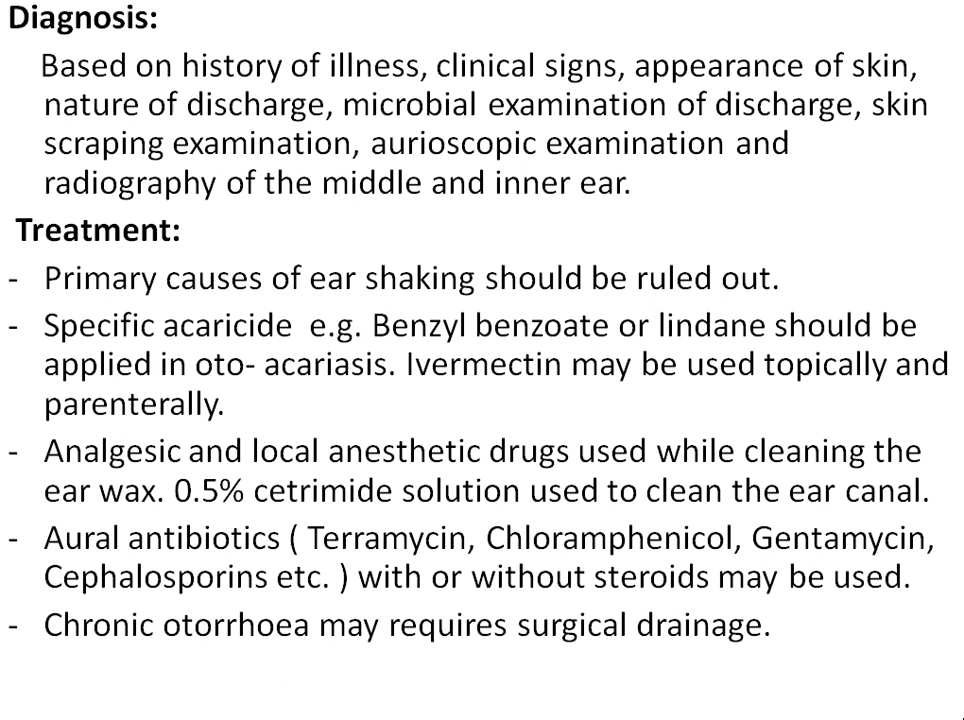 Diagnosis:
Based on history of illness, clinical signs, appearance of skin,
nature of discharge, microbial examination of discharge, skin
scraping examination, aurioscopic examination and
radiography of the middle and inner ear.
Treatment:
- Primary causes of ear shaking should be ruled out.
- Specific acaricide e.g. Benzyl benzoate or lindane should be
applied in oto- acariasis. Ivermectin may be used topically and
parenterally.
- Analgesic and local anesthetic drugs used while cleaning the
ear wax. 0.5% cetrimide solution used to clean the ear canal.
- Aural antibiotics ( Terramycin, Chloramphenicol, Gentamycin,
Cephalosporins etc. ) with or without steroids may be used.
- Chronic otorrhoea may requires surgical drainage.